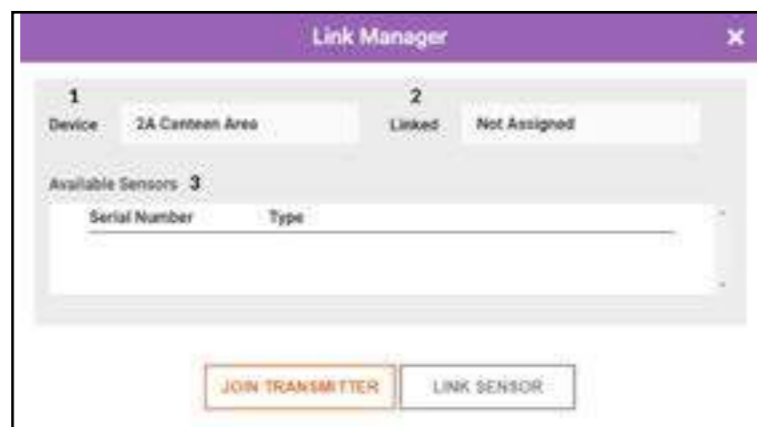 Link Manager ×
1 2
Device 2A Canteen Area Linked Not Assigned
Available Sensors 3
Serial Number Type
JOIN TRANSMITTER LINK SENSOR